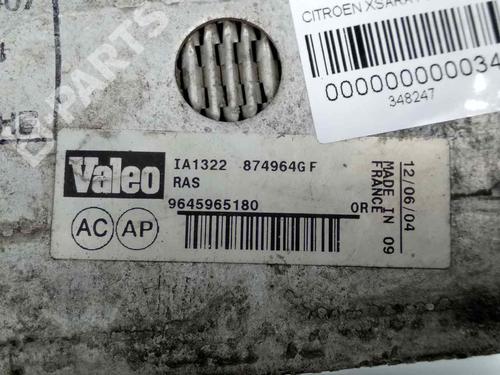 CITROEN XSARA
000000000034
348247
Valeo
IA1322 874964G F
RAS
9645965180 0R
AC AP
12/06/04
MADE IN 09
FRANCE
B-PARTS